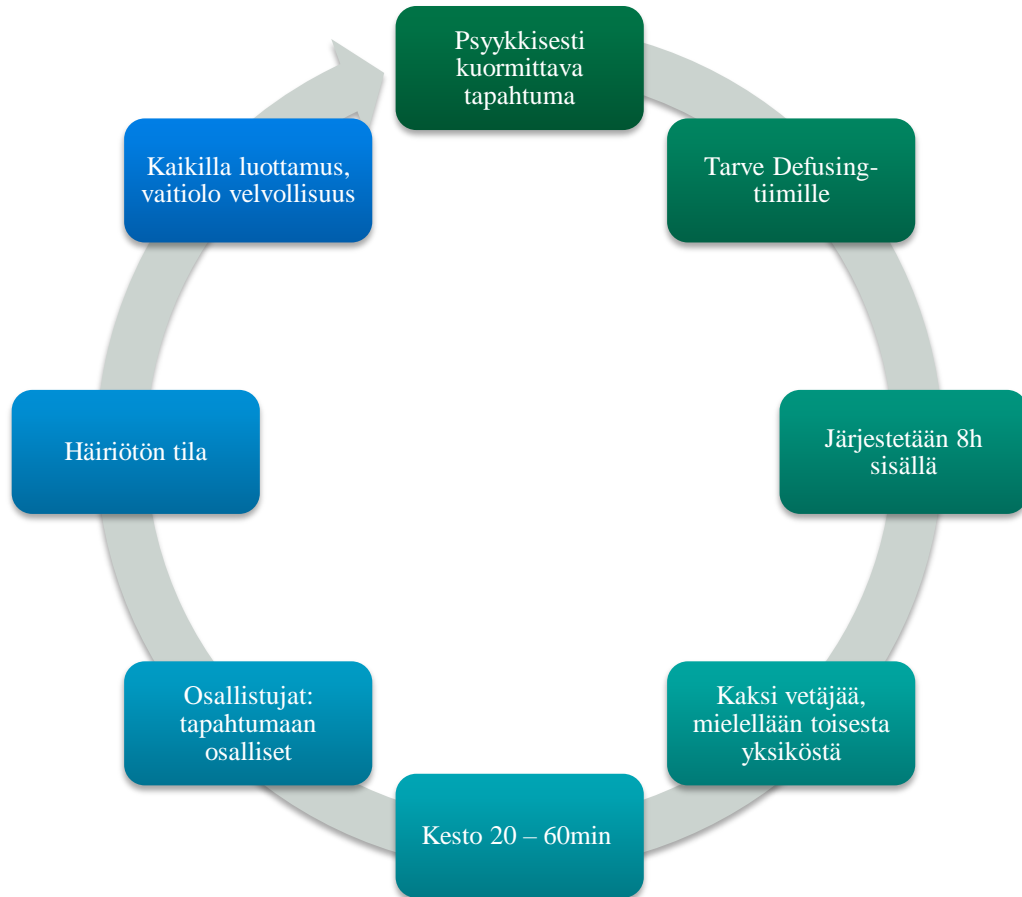 Psyykkisesti
kuormittava
tapahtuma
Tarve Defusing-
tiimille
Järjestetään 8h
sisällä
Kaksi vetäjää,
mielellään toisesta
yksiköstä
Kesto 20 – 60min
Osallistujat:
tapahtumaan
osalliset
Häiriötön tila
Kaikilla luottamus,
vaitiolo velvollisuus